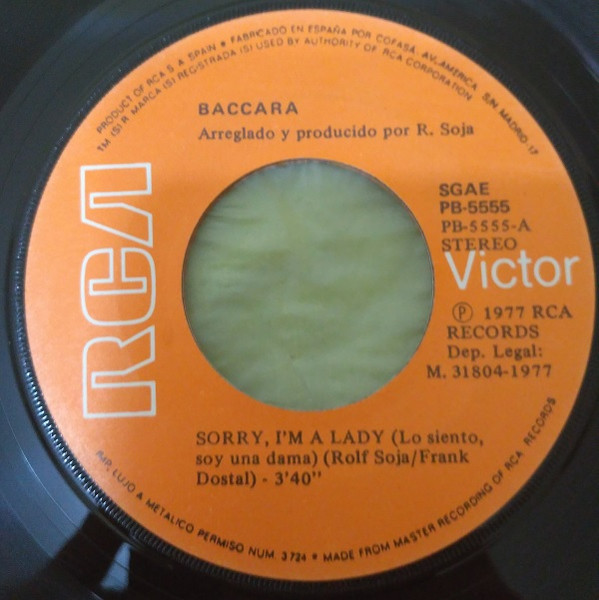 PRODUCT OF RCA S. A. SPAIN * FABRICADO EN ESPAÑA POR COFASA. AV. AMERICA, S/N MADRID-17
TM (S) R MARCA (S) REGISTRADA (S) USED BY AUTHORITY OF RCA CORPORATION
BACCARA
Arreglado y producido por R. Soja
SGAE
PB-5555
PB-5555-A
STEREO
RCA Victor
Ⓟ 1977 RCA
RECORDS
Dep. Legal:
M. 31804-1977
SORRY, I'M A LADY (Lo siento,
soy una dama) (Rolf Soja/Frank
Dostal) - 3'40"
IMP. LUJO A METALICO PERMISO NUM. 3724 * MADE FROM MASTER RECORDING OF RCA RECORDS